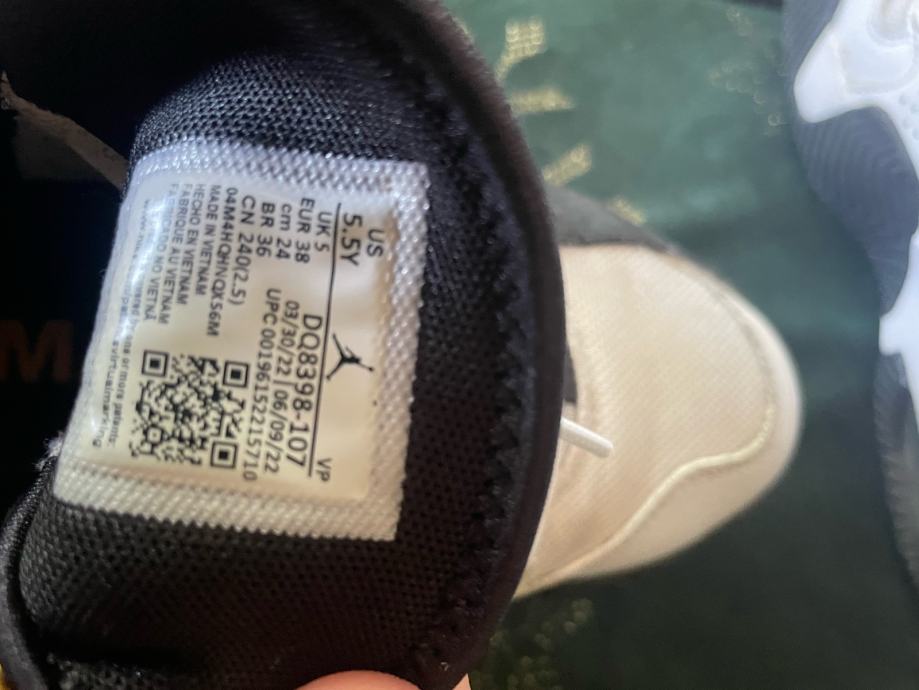 US
5.5Y
UK 5
EUR 38
cm 24
BR 36
CN 240(2.5)
VP
DQ8398-107
03/30/22 | 06/09/22
UPC 00196152215710
MADE IN VIETNAM
HECHO EN VIETNAM
FABRIQUE AU VIETNAM
M